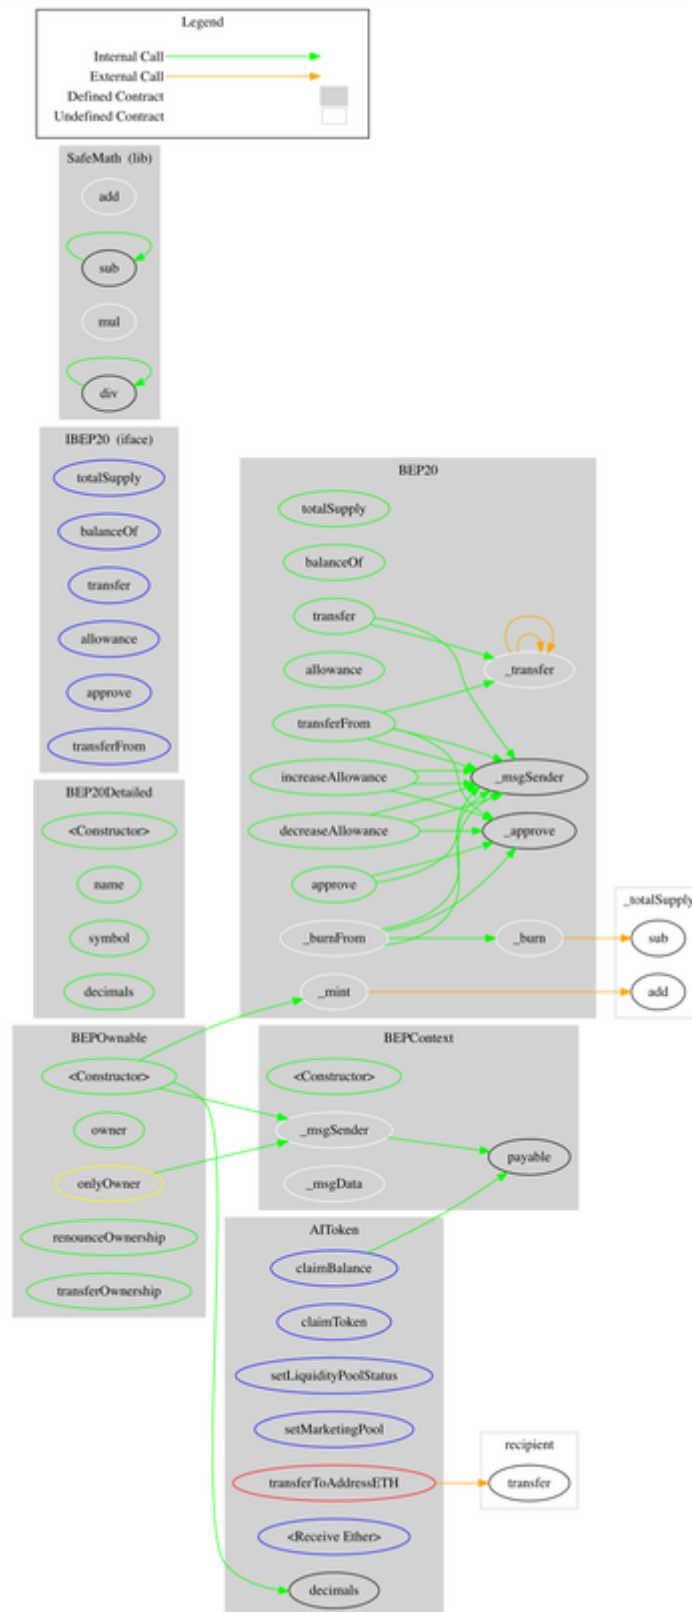 Legend
Internal Call
External Call
Defined Contract
Undefined Contract
SafeMath (lib)
add
sub
mul
div
IBEP20 (iface)
totalSupply
balanceOf
transfer
allowance
approve
transferFrom
BEP20
totalSupply
balanceOf
transfer
_transfer
allowance
transferFrom
increaseAllowance
_msgSender
decreaseAllowance
_approve
approve
_burnFrom
_burn
_mint
_totalSupply
sub
add
BEP20Detailed
<Constructor>
name
symbol
decimals
BEPOwnable
<Constructor>
owner
onlyOwner
renounceOwnership
transferOwnership
BEPContext
<Constructor>
_msgSender
payable
_msgData
AIToken
claimBalance
claimToken
setLiquidityPoolStatus
setMarketingPool
transferToAddressETH
<Receive Ether>
decimals
recipient
transfer